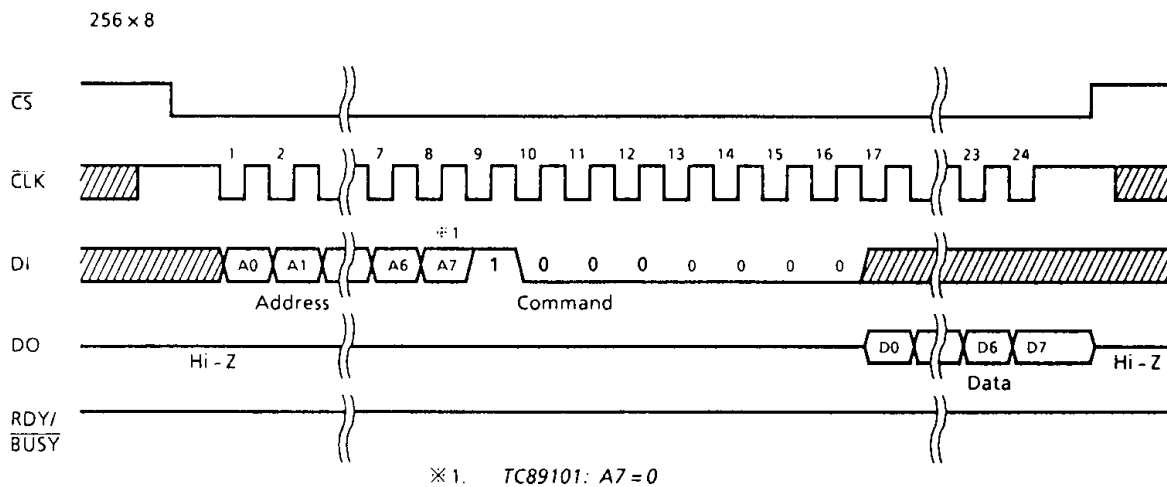 256 × 8
CS
1 2 7 8 9 10 11 12 13 14 15 16 17 23 24
CLK
※1
DI A0 A1 A6 A7 1 0 0 0 0 0 0 0
Address Command
DO D0 D6 D7
Hi-Z Data Hi-Z
RDY/
BUSY
※1. TC89101: A7=0